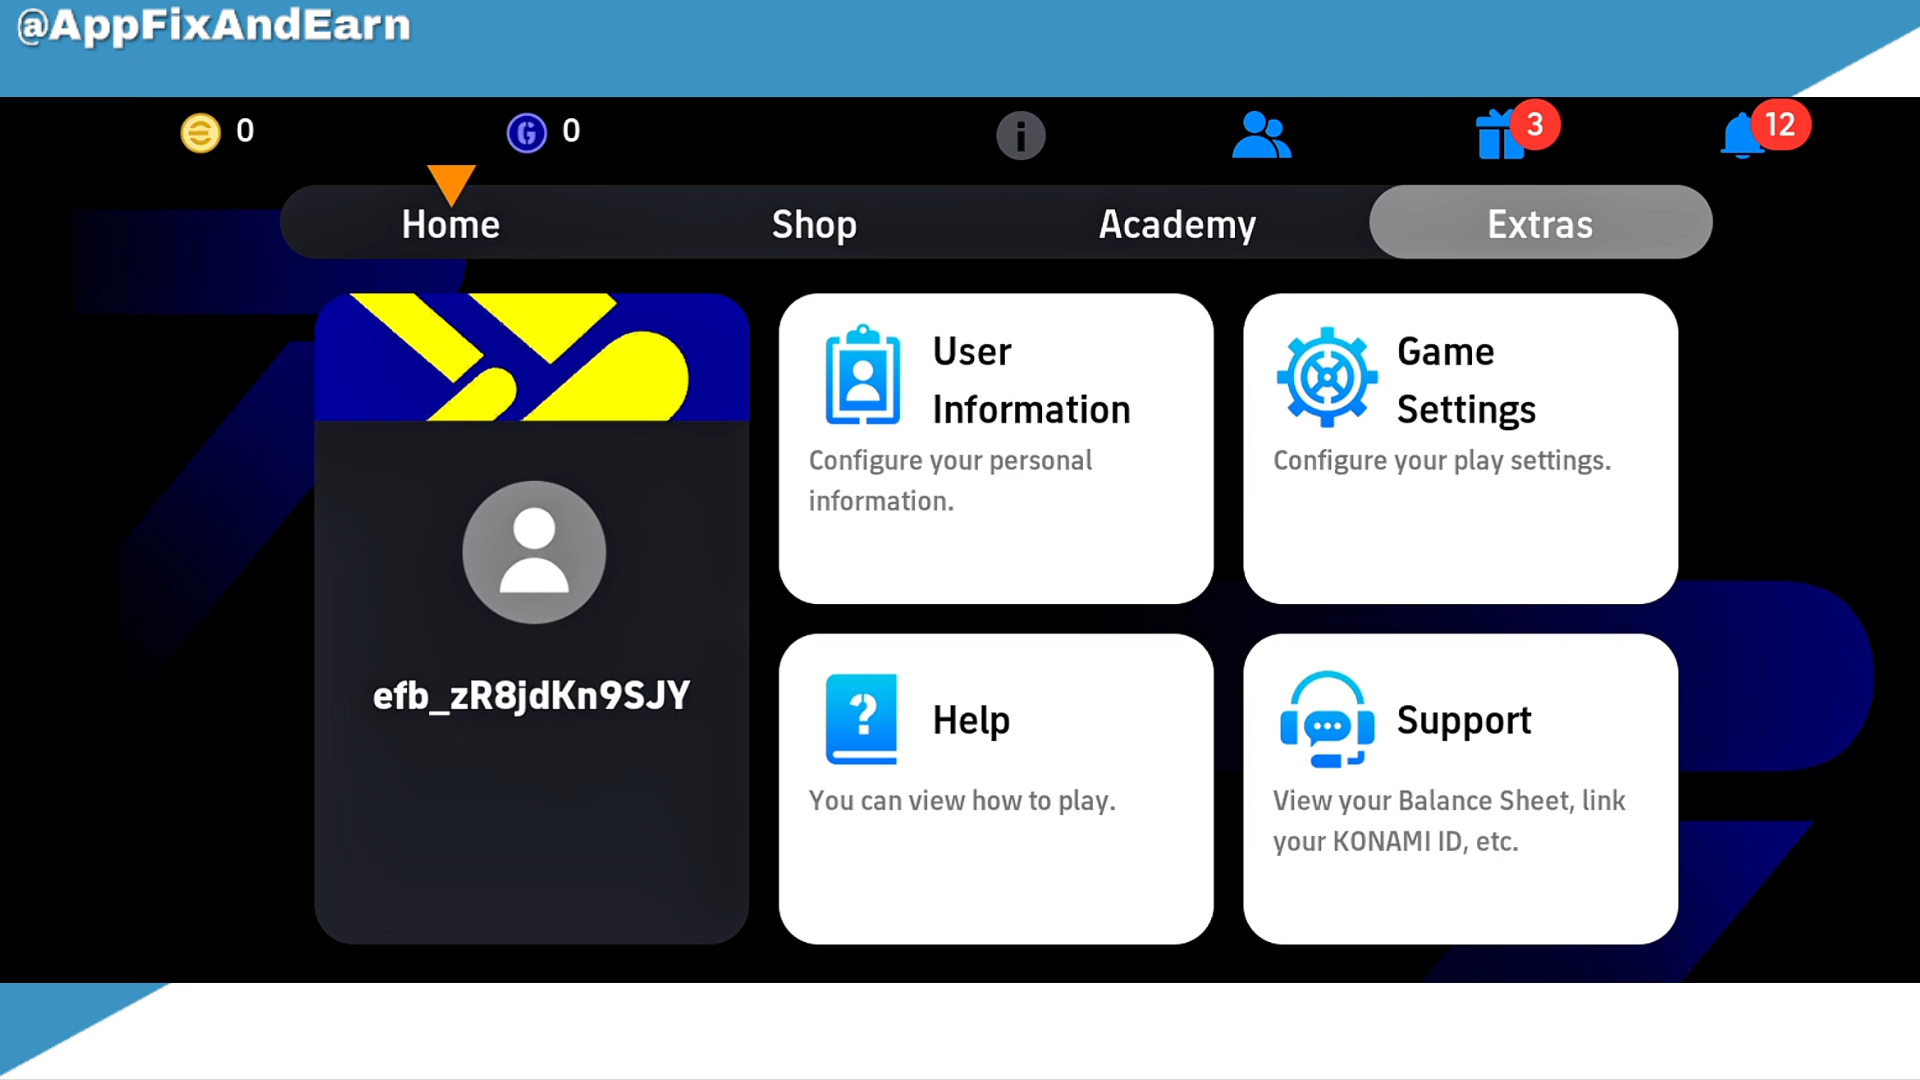 @AppFixAndEarn
0
0
3
12
Home
Shop
Academy
Extras
efb_zR8jdKn9SJY
User
Information
Configure your personal
information.
Game
Settings
Configure your play settings.
Help
You can view how to play.
Support
View your Balance Sheet, link
your KONAMI ID, etc.